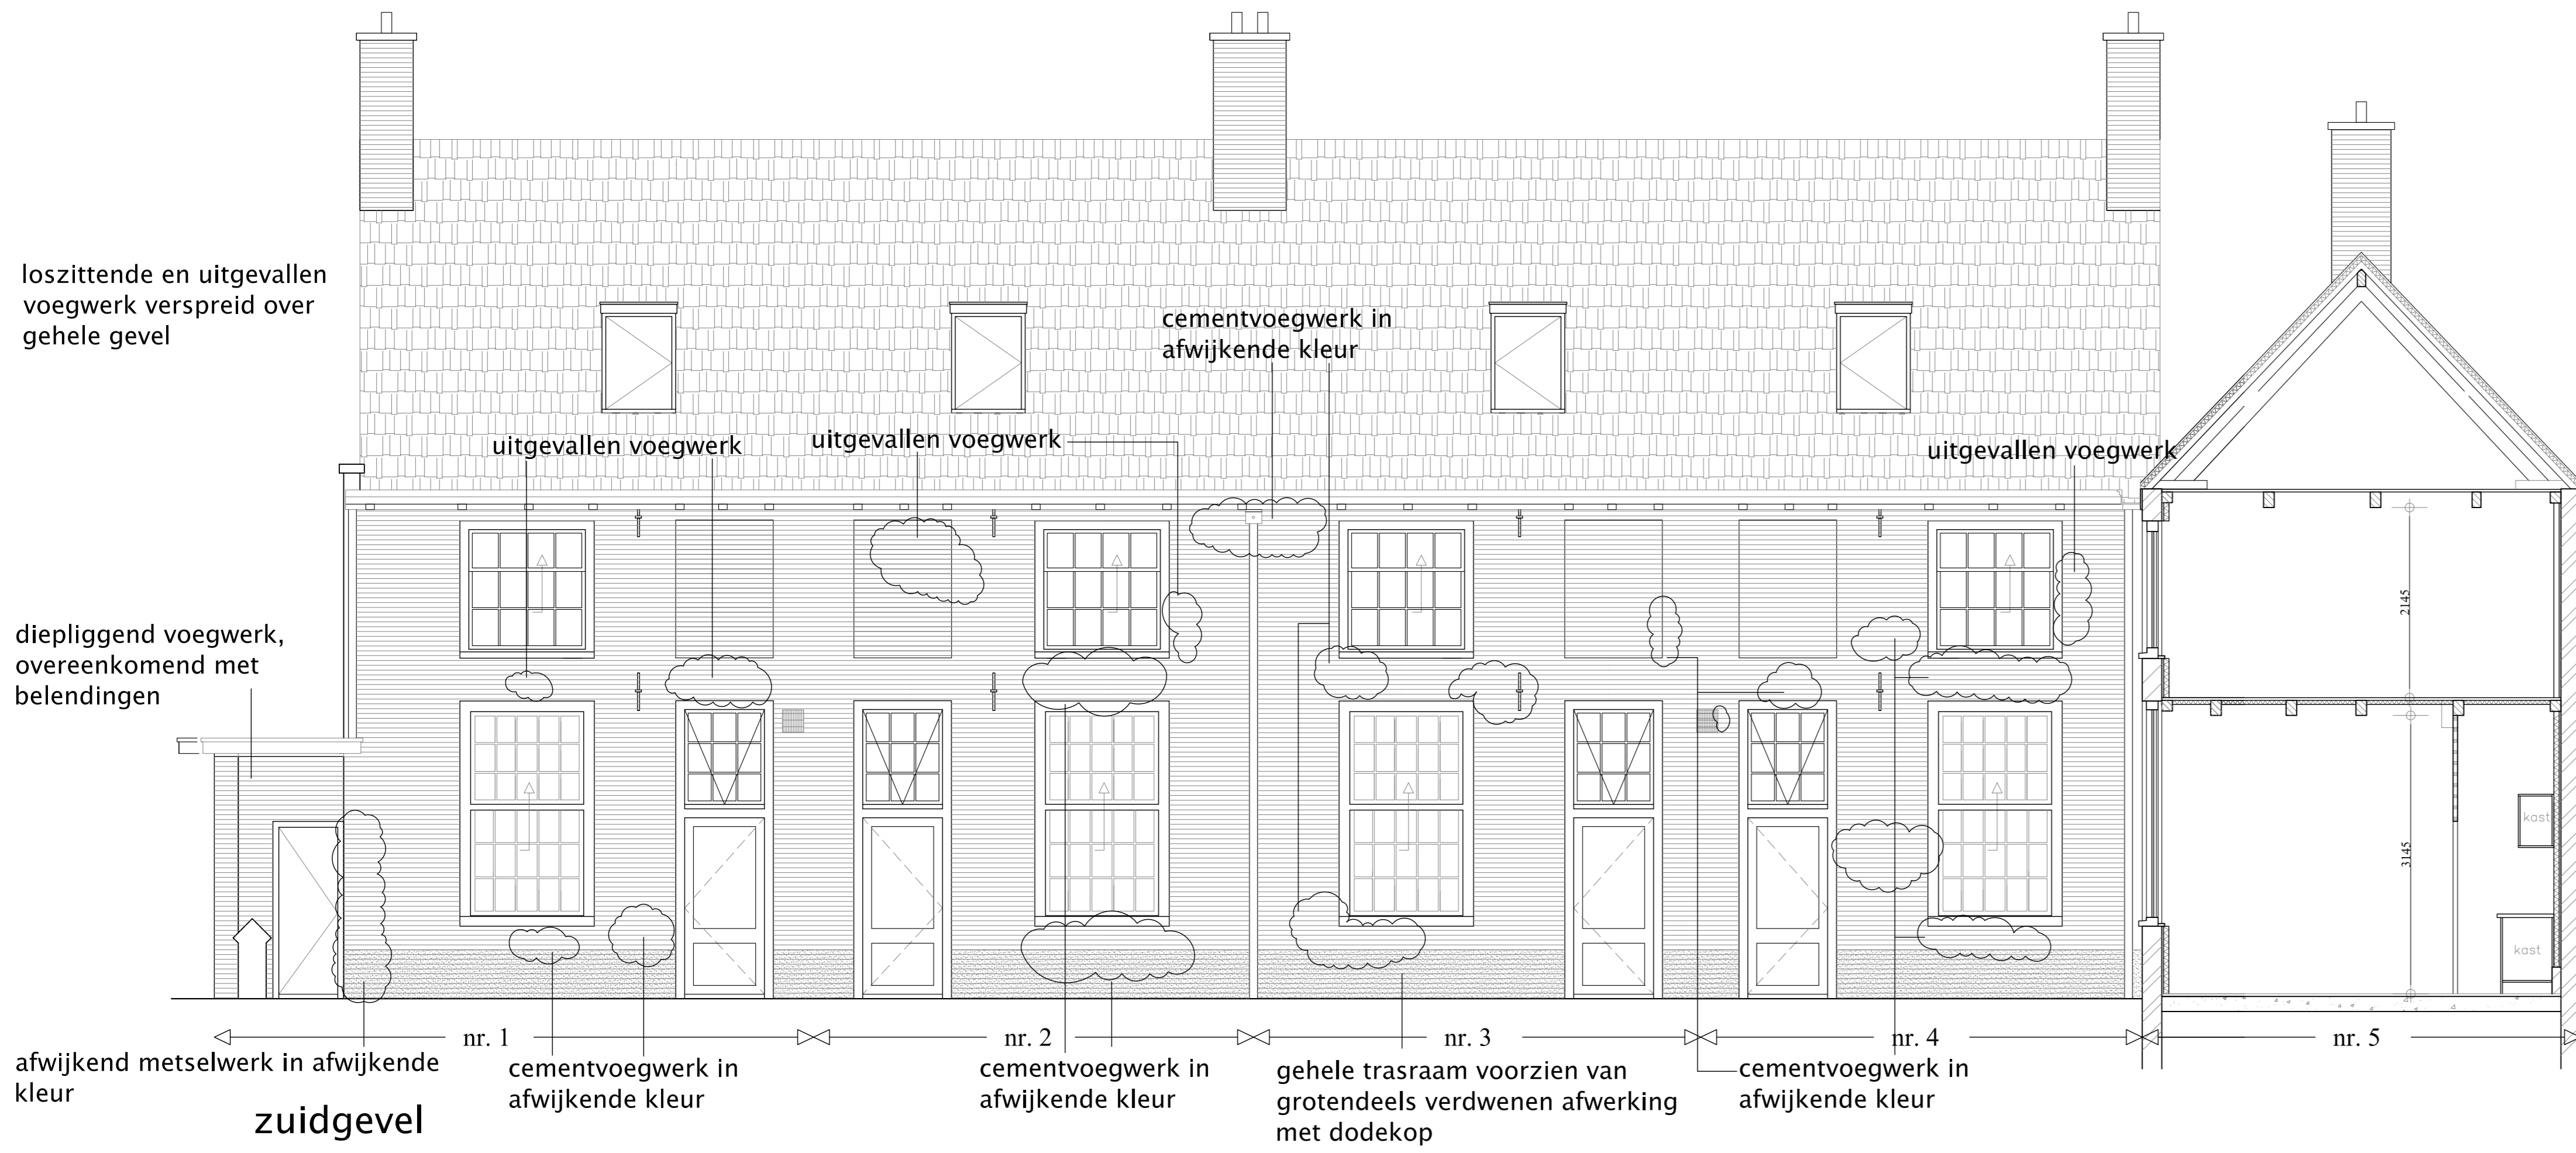 loszittende en uitgevallen
voegwerk verspreid over
gehele gevel
cementvoegwerk in
afwijkende kleur
uitgevallen voegwerk
uitgevallen voegwerk
uitgevallen voegwerk
diepliggend voegwerk,
overeenkomend met
belendingen
2145
3145
kast
kast
nr. 1
nr. 2
nr. 3
nr. 4
nr. 5
afwijkend metselwerk in afwijkende
kleur
cementvoegwerk in
afwijkende kleur
cementvoegwerk in
afwijkende kleur
gehele trasraam voorzien van
grotendeels verdwenen afwerking
met dodekop
cementvoegwerk in
afwijkende kleur
zuidgevel